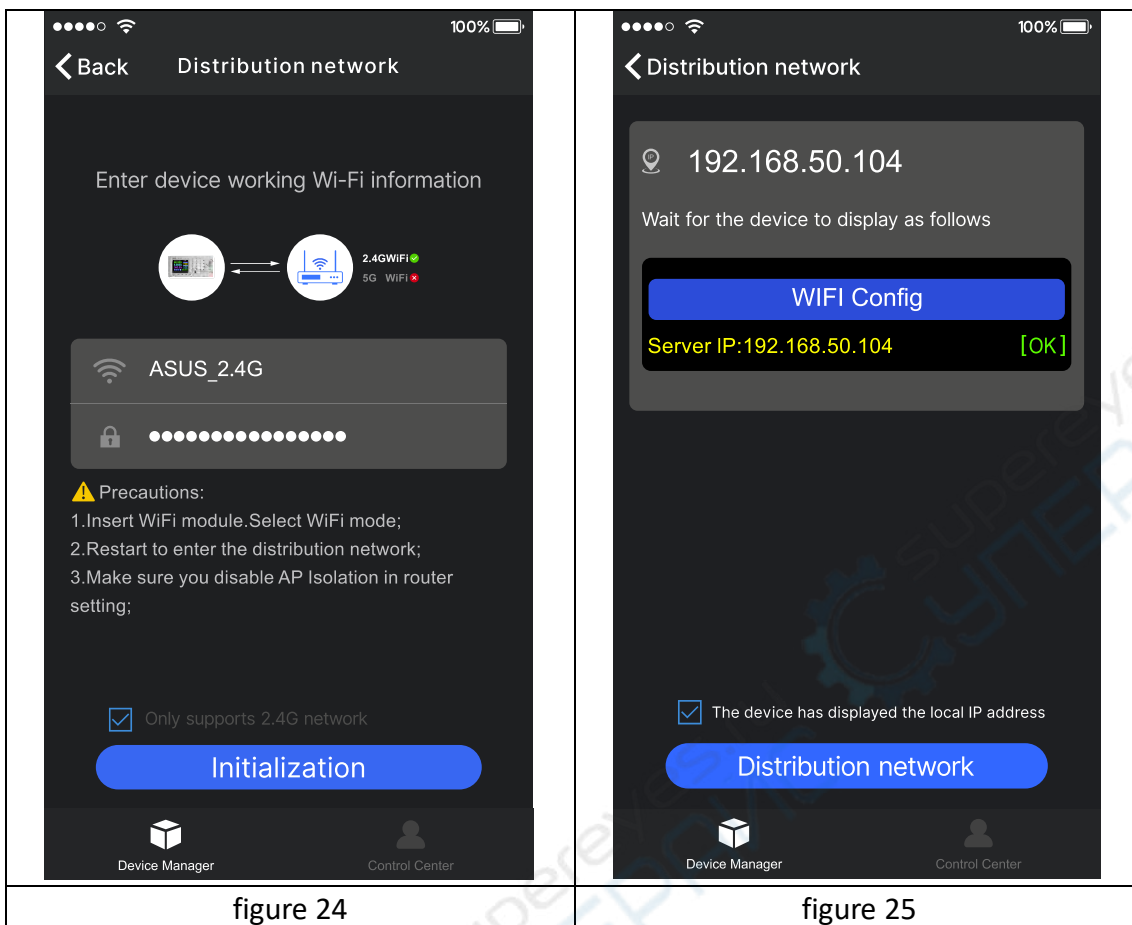 100%
Back
Distribution network
Enter device working Wi-Fi information
2.4GWiFi
5G WiFi
ASUS_2.4G
Precautions:
1.Insert WiFi module.Select WiFi mode;
2.Restart to enter the distribution network;
3.Make sure you disable AP Isolation in router
setting;
Only supports 2.4G network
Initialization
Device Manager
Control Center
figure 24
100%
Distribution network
IP
192.168.50.104
Wait for the device to display as follows
WIFI Config
Server IP:192.168.50.104 [OK]
The device has displayed the local IP address
Distribution network
Device Manager
Control Center
figure 25